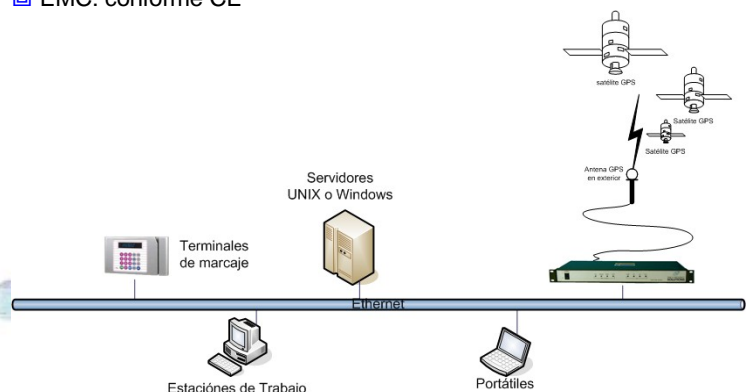 EMC: conforme CE
satélite GPS
Satélite GPS
Satélite GPS
Antena GPS
en exterior
Servidores
UNIX o Windows
Terminales
de marcaje
Ethernet
Estaciónes de Trabajo
Portátiles